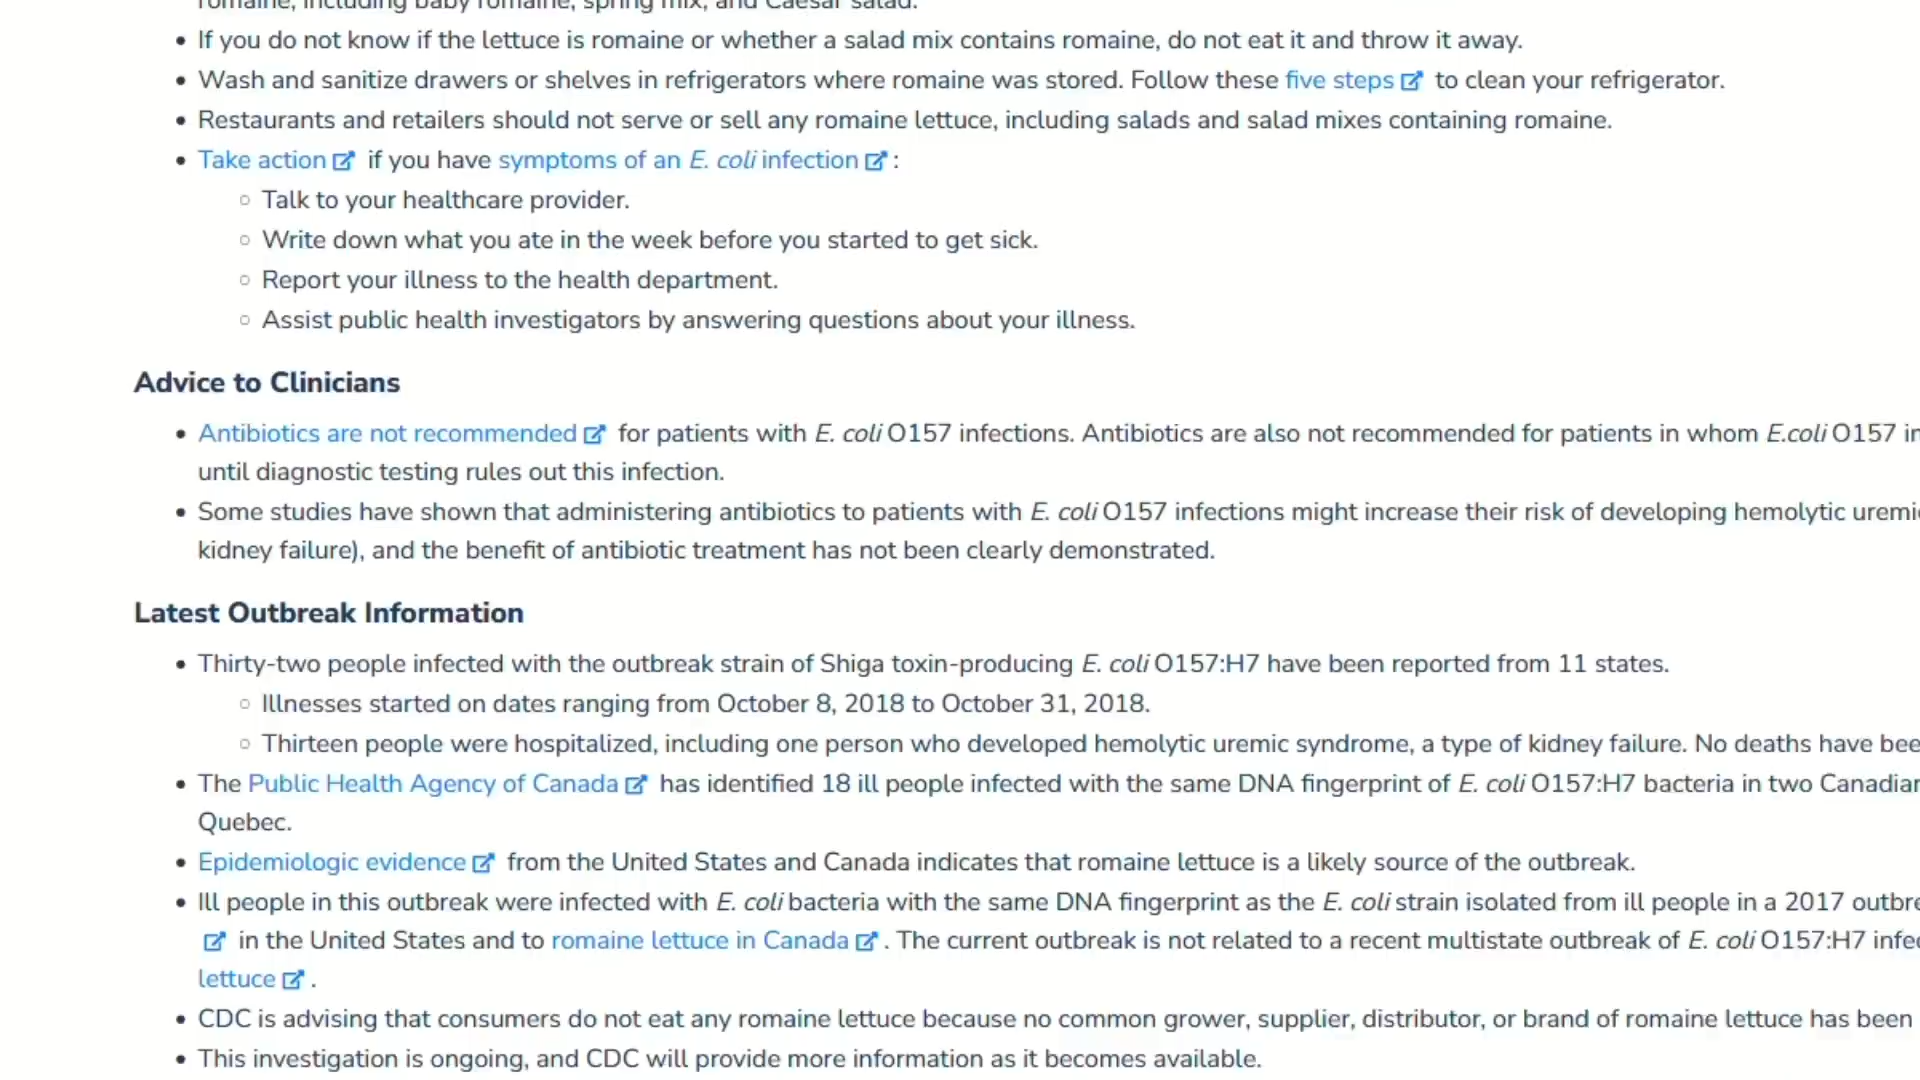 romaine, including baby romaine, spring mix, and Caesar salad.
• If you do not know if the lettuce is romaine or whether a salad mix contains romaine, do not eat it and throw it away.
• Wash and sanitize drawers or shelves in refrigerators where romaine was stored. Follow these five steps to clean your refrigerator.
• Restaurants and retailers should not serve or sell any romaine lettuce, including salads and salad mixes containing romaine.
• Take action if you have symptoms of an E. coli infection :
○ Talk to your healthcare provider.
○ Write down what you ate in the week before you started to get sick.
○ Report your illness to the health department.
○ Assist public health investigators by answering questions about your illness.
Advice to Clinicians
• Antibiotics are not recommended for patients with E. coli O157 infections. Antibiotics are also not recommended for patients in whom E.coli O157 in
until diagnostic testing rules out this infection.
• Some studies have shown that administering antibiotics to patients with E. coli O157 infections might increase their risk of developing hemolytic uremi
kidney failure), and the benefit of antibiotic treatment has not been clearly demonstrated.
Latest Outbreak Information
• Thirty-two people infected with the outbreak strain of Shiga toxin-producing E. coli O157:H7 have been reported from 11 states.
○ Illnesses started on dates ranging from October 8, 2018 to October 31, 2018.
○ Thirteen people were hospitalized, including one person who developed hemolytic uremic syndrome, a type of kidney failure. No deaths have bee
• The Public Health Agency of Canada has identified 18 ill people infected with the same DNA fingerprint of E. coli O157:H7 bacteria in two Canadian
Quebec.
• Epidemiologic evidence from the United States and Canada indicates that romaine lettuce is a likely source of the outbreak.
• Ill people in this outbreak were infected with E. coli bacteria with the same DNA fingerprint as the E. coli strain isolated from ill people in a 2017 outbre
in the United States and to romaine lettuce in Canada . The current outbreak is not related to a recent multistate outbreak of E. coli O157:H7 infec
lettuce .
• CDC is advising that consumers do not eat any romaine lettuce because no common grower, supplier, distributor, or brand of romaine lettuce has been
• This investigation is ongoing, and CDC will provide more information as it becomes available.